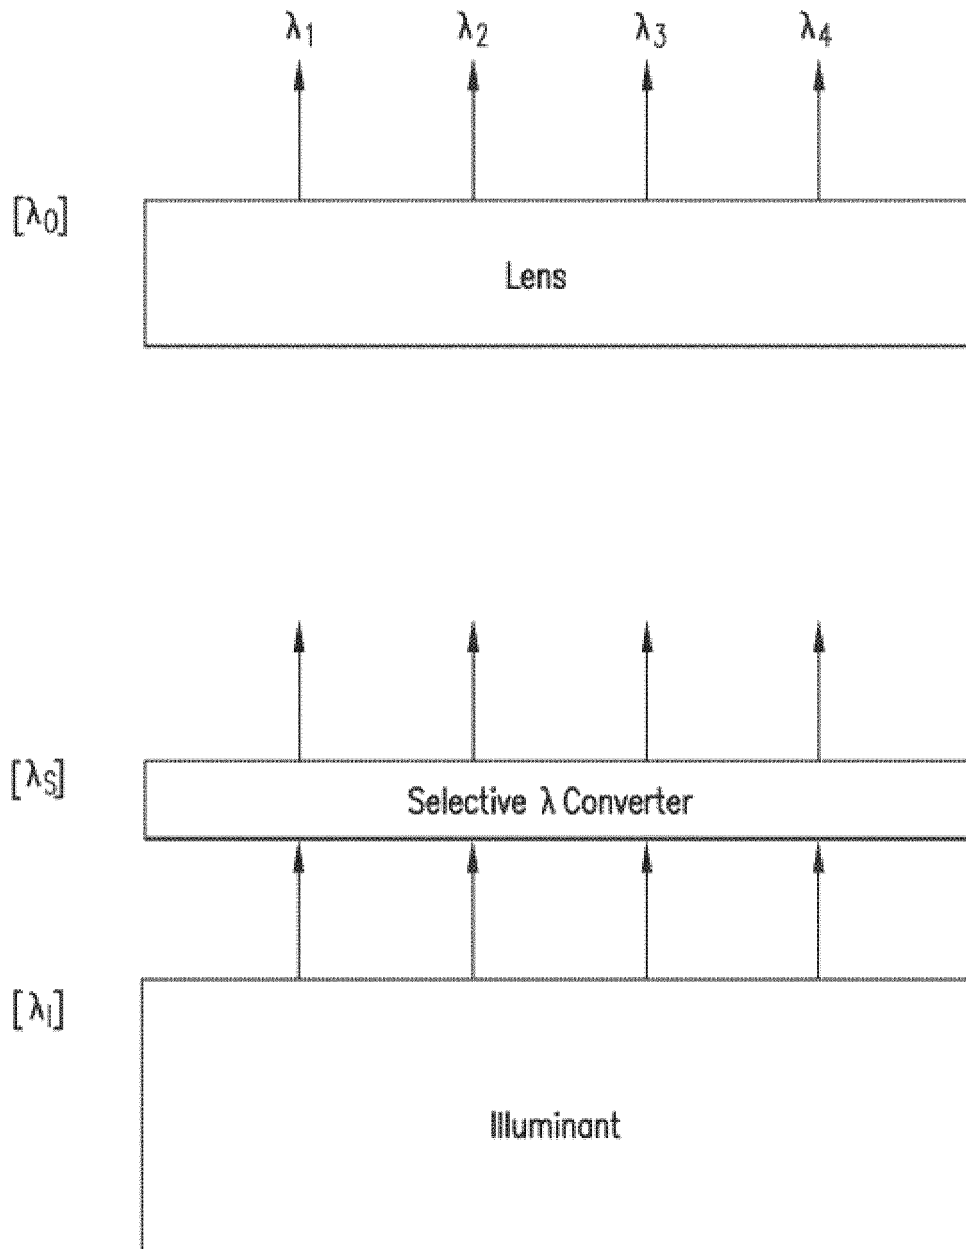 λ1 λ2 λ3 λ4
[λ0]
Lens
[λS]
Selective λ Converter
[λI]
Illuminant